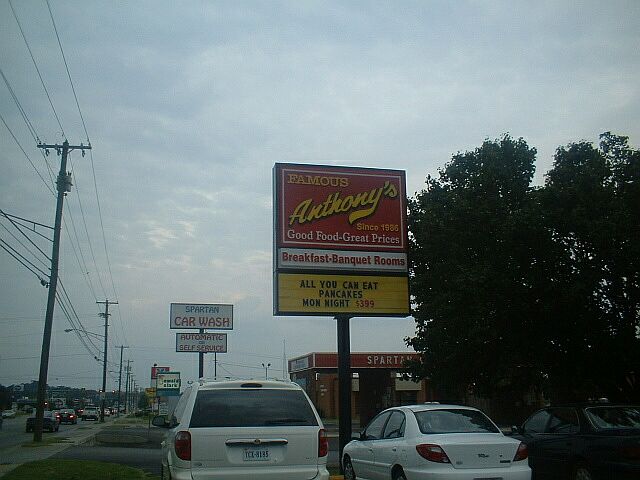 FAMOUS
Anthony's
Since 1986
Good Food-Great Prices
Breakfast-Banquet Rooms
ALL YOU CAN EAT
PANCAKES
MON NIGHT $399
SPARTAN
CAR WASH
AUTOMATIC
SELF SERVICE
SPARTAN